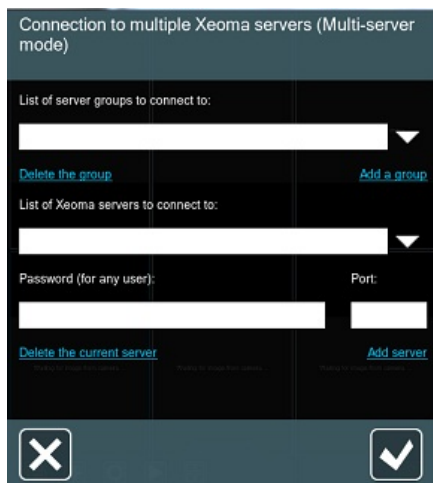 Connection to multiple Xeoma servers (Multi-server
mode)
List of server groups to connect to:
Delete the group
Add a group
List of Xeoma servers to connect to:
Password (for any user):
Port:
Delete the current server
Add server